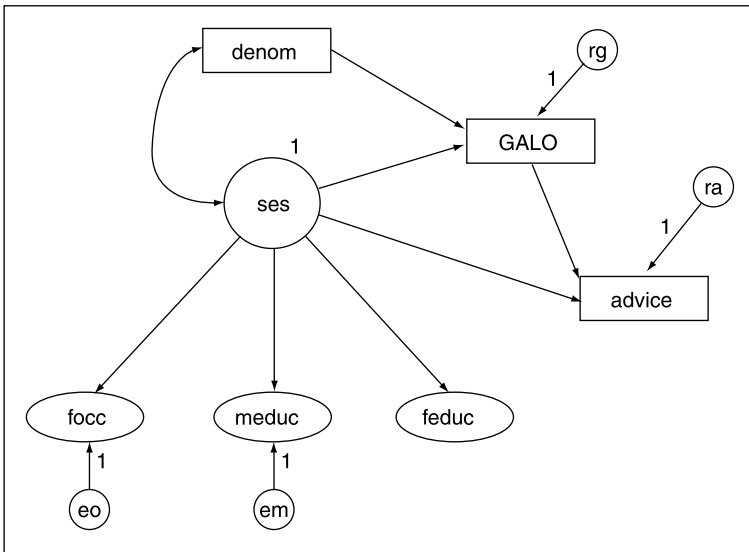 denom
rg
1
GALO
1
ses
ra
1
advice
focc
meduc
feduc
1
1
eo
em